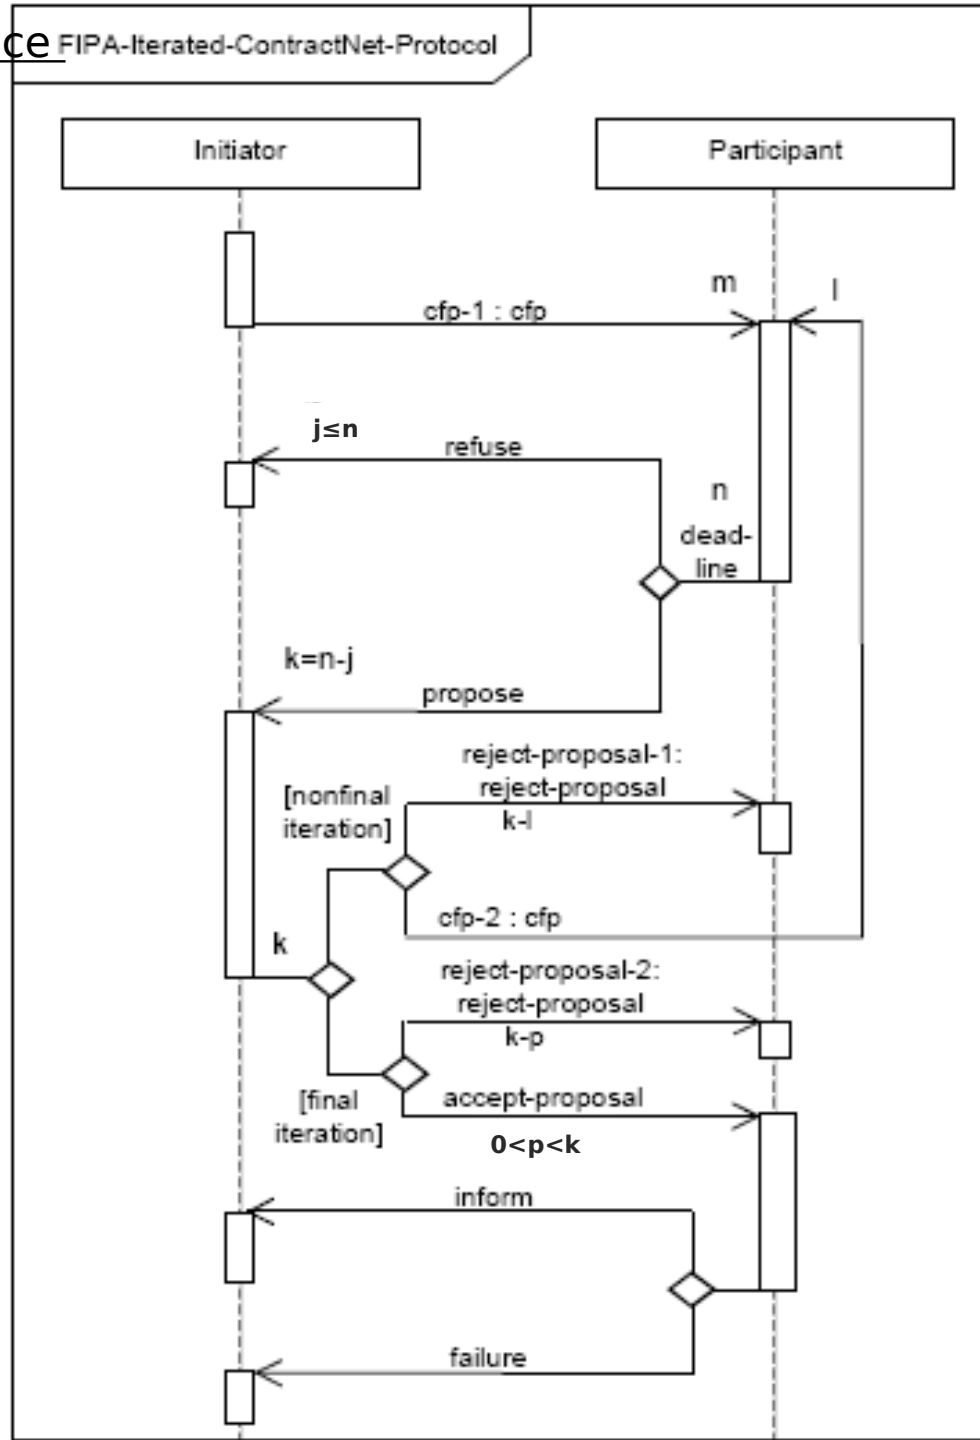 ce
FIPA-Iterated-ContractNet-Protocol
Initiator
Participant
m
l
cfp-1 : cfp
j≤n
refuse
n
dead-
line
k=n-j
propose
reject-proposal-1:
reject-proposal
k-l
[nonfinal
iteration]
cfp-2 : cfp
k
reject-proposal-2:
reject-proposal
k-p
[final
iteration]
accept-proposal
0<p<k
inform
failure